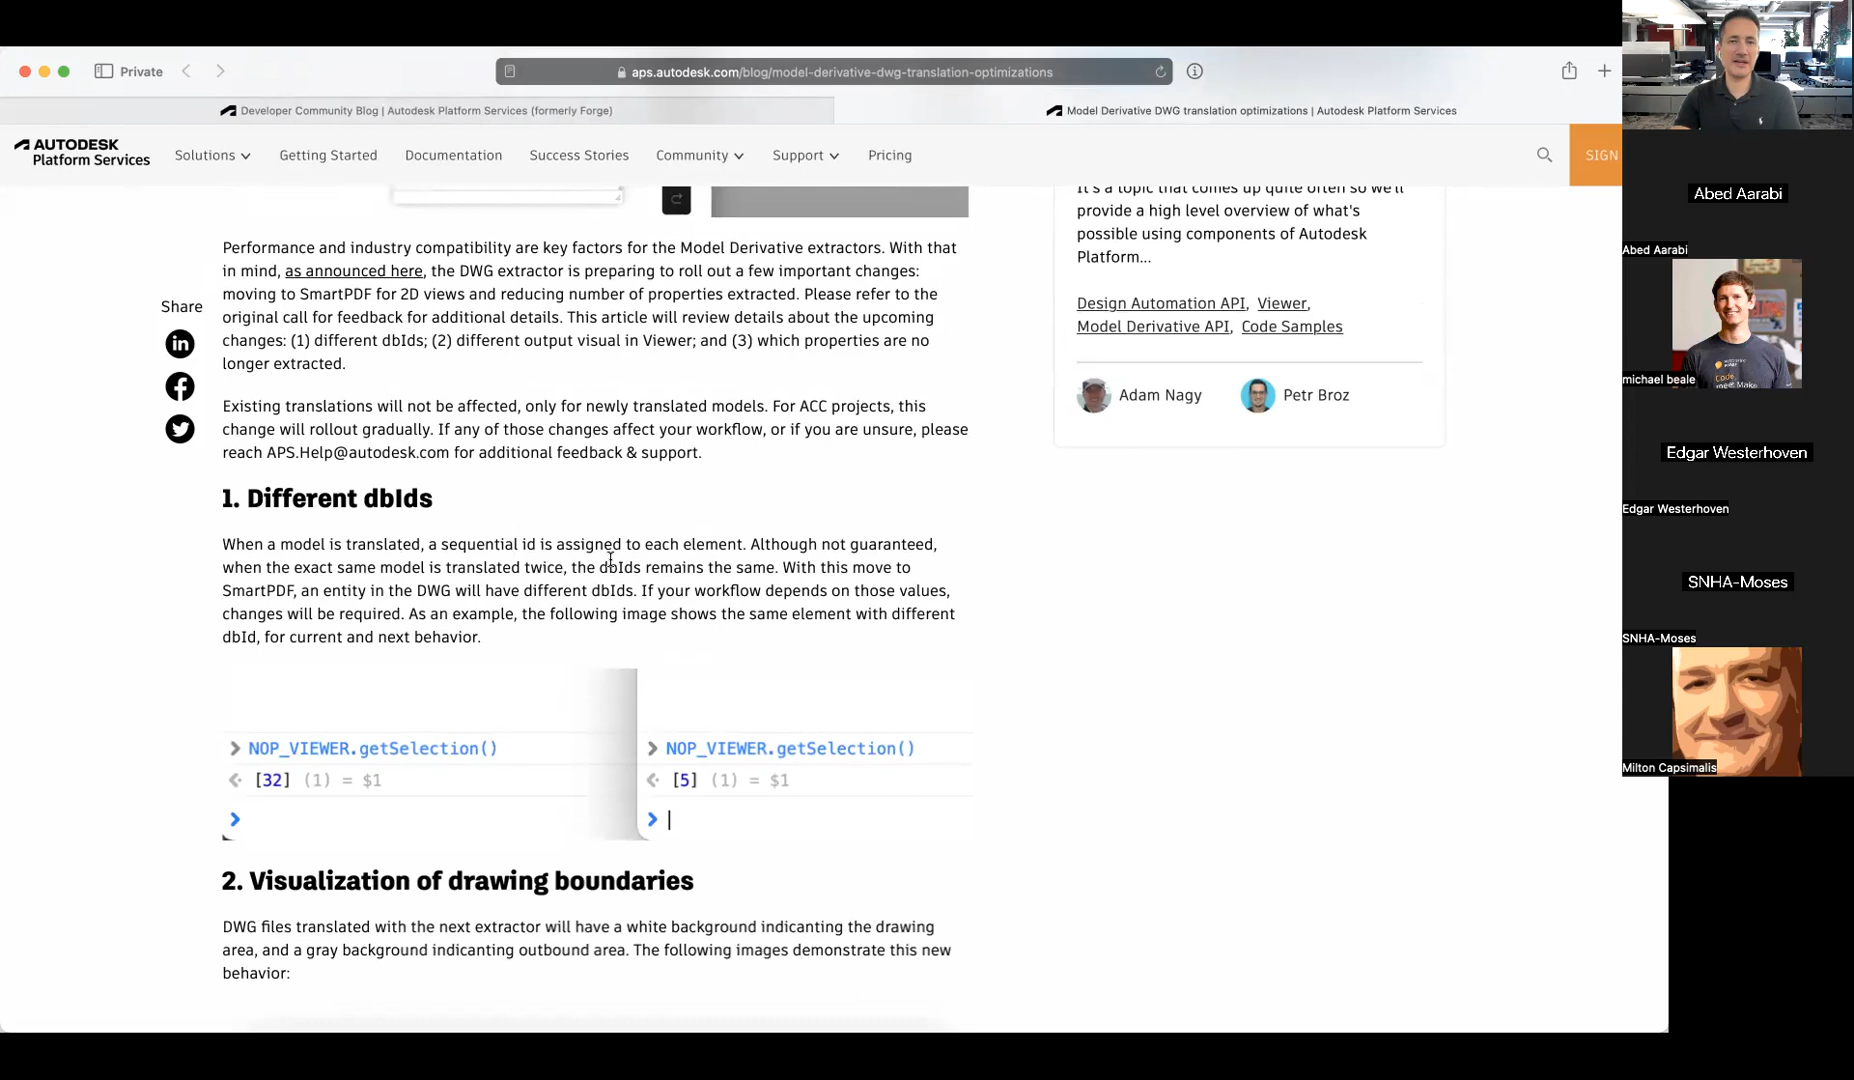 Private
aps.autodesk.com/blog/model-derivative-dwg-translation-optimizations
Developer Community Blog | Autodesk Platform Services (formerly Forge)
Model Derivative DWG translation optimizations | Autodesk Platform Services
AUTODESK
Platform Services
Solutions
Getting Started
Documentation
Success Stories
Community
Support
Pricing
SIGN
Performance and industry compatibility are key factors for the Model Derivative extractors. With that
in mind, as announced here, the DWG extractor is preparing to roll out a few important changes:
moving to SmartPDF for 2D views and reducing number of properties extracted. Please refer to the
original call for feedback for additional details. This article will review details about the upcoming
changes: (1) different dbIds; (2) different output visual in Viewer; and (3) which properties are no
longer extracted.
Share
Existing translations will not be affected, only for newly translated models. For ACC projects, this
change will rollout gradually. If any of those changes affect your workflow, or if you are unsure, please
reach APS.Help@autodesk.com for additional feedback & support.
1. Different dbIds
When a model is translated, a sequential id is assigned to each element. Although not guaranteed,
when the exact same model is translated twice, the dbIds remains the same. With this move to
SmartPDF, an entity in the DWG will have different dbIds. If your workflow depends on those values,
changes will be required. As an example, the following image shows the same element with different
dbId, for current and next behavior.
> NOP_VIEWER.getSelection()
[32] (1) = $1
>
> NOP_VIEWER.getSelection()
[5] (1) = $1
>
2. Visualization of drawing boundaries
DWG files translated with the next extractor will have a white background indicanting the drawing
area, and a gray background indicanting outbound area. The following images demonstrate this new
behavior:
It's a topic that comes up quite often so we'll
provide a high level overview of what's
possible using components of Autodesk
Platform...
Design Automation API, Viewer,
Model Derivative API, Code Samples
Adam Nagy
Petr Broz
Abed Aarabi
Abed Aarabi
michael beale
Edgar Westerhoven
Edgar Westerhoven
SNHA-Moses
SNHA-Moses
Milton Capsimalis